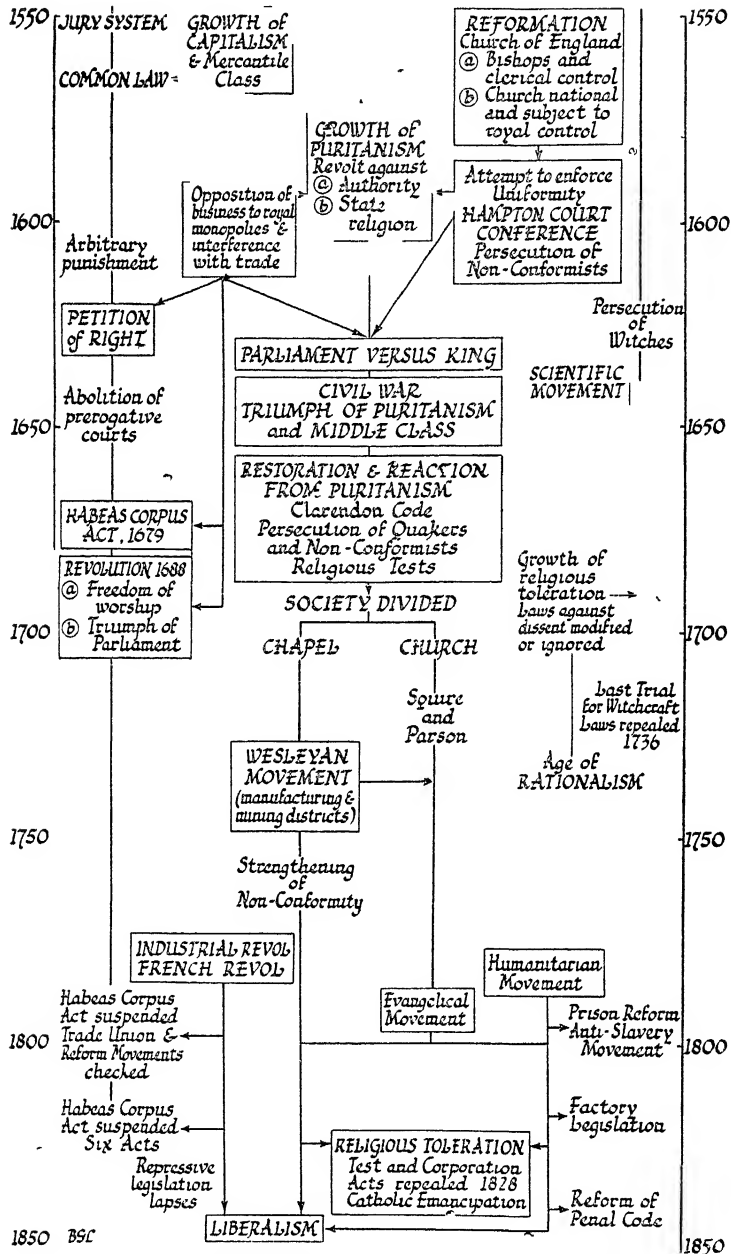 1550
JURY SYSTEM
COMMON LAW
GROWTH of
CAPITALISM
& Mercantile
Class
REFORMATION
Church of England
ⓐ Bishops and
clerical control
ⓑ Church national
and subject to
royal control
1550
GROWTH of
PURITANISM
Revolt against
ⓐ Authority
ⓑ State
religion
Attempt to enforce
Uniformity
HAMPTON COURT
CONFERENCE
Persecution of
Non-Conformists
Opposition of
business to royal
monopolies &
interference
with trade
1600
1600
Arbitrary
punishment
PETITION
of RIGHT
Persecution
of
Witches
PARLIAMENT VERSUS KING
SCIENTIFIC
MOVEMENT
CIVIL WAR
TRIUMPH OF PURITANISM
and MIDDLE CLASS
Abolition of
prerogative
courts
1650
1650
RESTORATION & REACTION
FROM PURITANISM
Clarendon Code
Persecution of Quakers
and Non-Conformists
Religious Tests
HABEAS CORPUS
ACT, 1679
REVOLUTION 1688
ⓐ Freedom of
worship
ⓑ Triumph of
Parliament
Growth of
religious
toleration
Laws against
dissent modified
or ignored
SOCIETY DIVIDED
1700
1700
CHAPEL
CHURCH
Squire
and
Parson
Last Trial
for Witchcraft
Laws repealed
1736
WESLEYAN
MOVEMENT
(manufacturing &
mining districts)
Age of
RATIONALISM
1750
1750
Strengthening
of
Non-Conformity
INDUSTRIAL REVOL
FRENCH REVOL
Humanitarian
Movement
Evangelical
Movement
Habeas Corpus
Act suspended
Trade Union &
Reform Movements
checked
Prison Reform
Anti-Slavery
Movement
1800
1800
Habeas Corpus
Act suspended
Six Acts
Factory
Legislation
RELIGIOUS TOLERATION
Test and Corporation
Acts repealed 1828
Catholic Emancipation
Repressive
legislation
lapses
Reform of
Penal Code
LIBERALISM
1850
BSL
1850